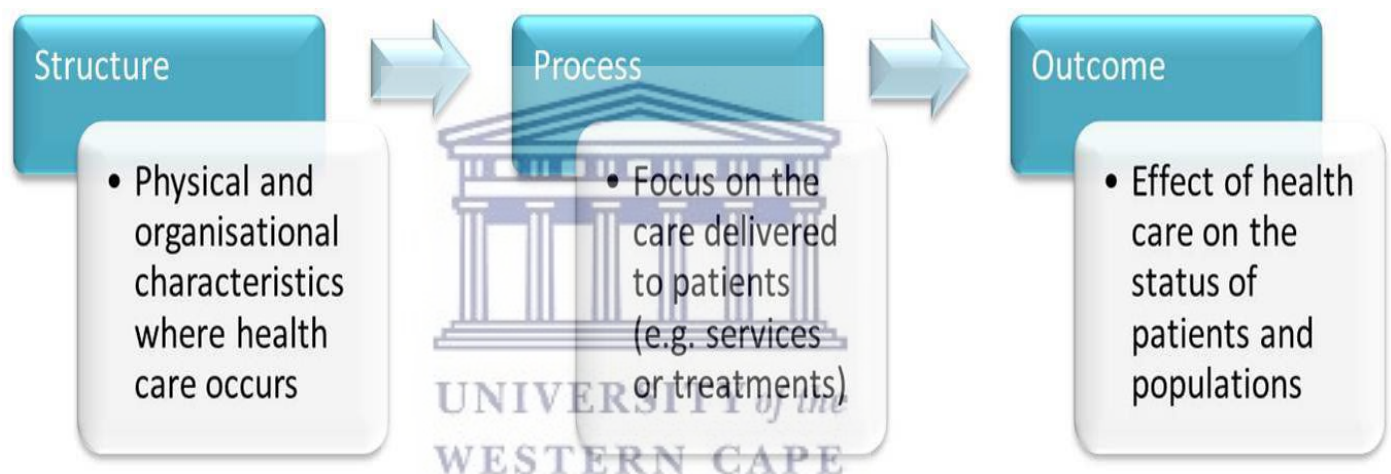 Structure
• Physical and
organisational
characteristics
where health
care occurs
Process
• Focus on the
care delivered
to patients
(e.g. services
or treatments)
Outcome
• Effect of health
care on the
status of
patients and
populations
UNIVERSITY of the
WESTERN CAPE